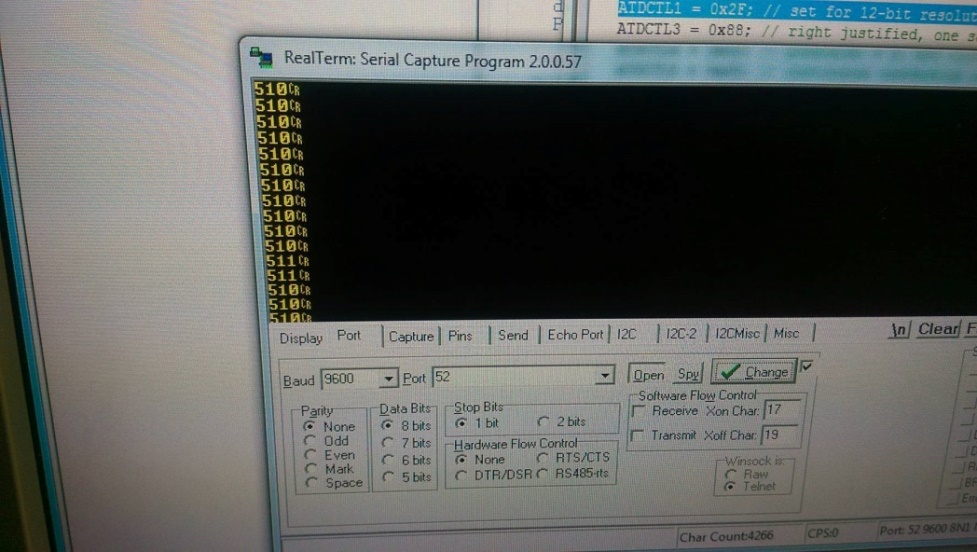 ATDCTL1 = 0x2F; // set for 12-bit resolut
ATDCTL3 = 0x88; // right justified, one s
RealTerm: Serial Capture Program 2.0.0.57
510CR
510CR
510CR
510CR
510CR
510CR
510CR
510CR
510CR
510CR
510CR
511CR
511CR
510CR
510CR
510CR
Display Port Capture Pins Send Echo Port I2C I2C-2 I2CMisc Misc \n Clear F
Baud 9600 Port 52 Open Spy Change
Parity
None
Odd
Even
Mark
Space
Data Bits
8 bits
7 bits
6 bits
5 bits
Stop Bits
1 bit 2 bits
Hardware Flow Control
None RTS/CTS
DTR/DSR RS485-rts
Software Flow Control
Receive Xon Char: 17
Transmit Xoff Char: 19
Winsock is:
Raw
Telnet
Char Count:4266 CPS:0 Port: 52 9600 8N1